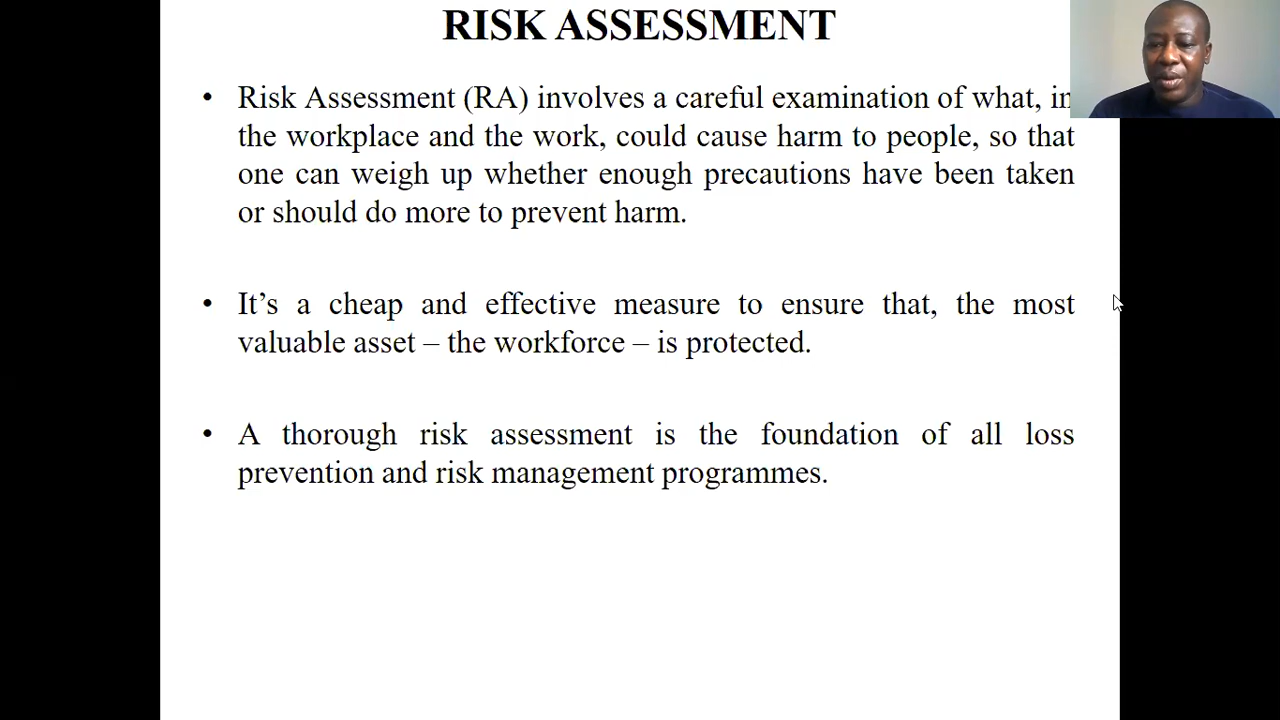 RISK ASSESSMENT
• Risk Assessment (RA) involves a careful examination of what, in
the workplace and the work, could cause harm to people, so that
one can weigh up whether enough precautions have been taken
or should do more to prevent harm.
• It’s a cheap and effective measure to ensure that, the most
valuable asset – the workforce – is protected.
• A thorough risk assessment is the foundation of all loss
prevention and risk management programmes.